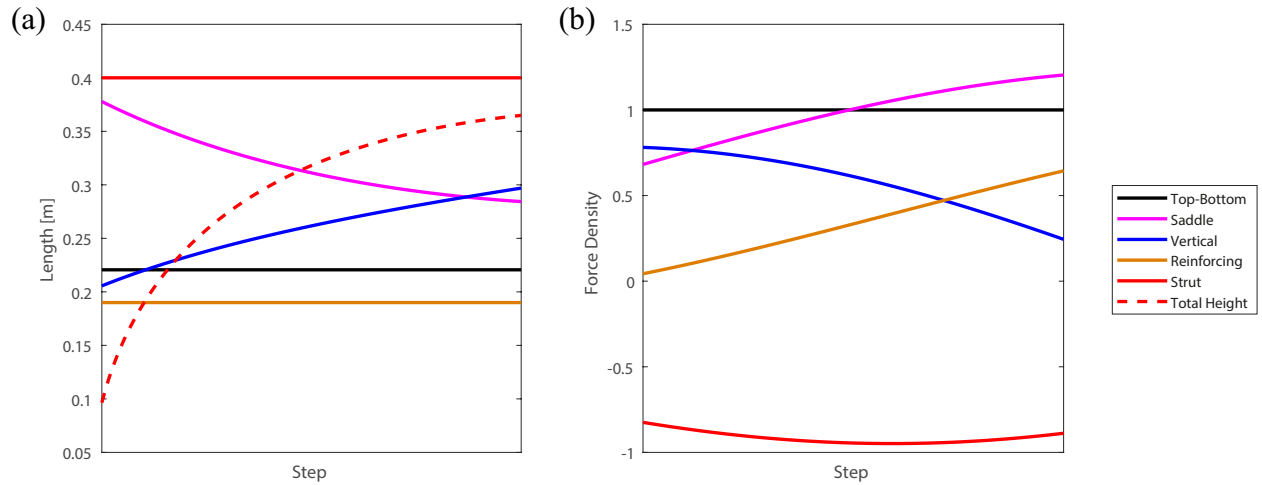 (a)
0.45
0.4
0.35
0.3
0.25
0.2
0.15
0.1
0.05
Length [m]
Step
(b)
1.5
1
0.5
0
-0.5
-1
Force Density
Step
Top-Bottom
Saddle
Vertical
Reinforcing
Strut
Total Height